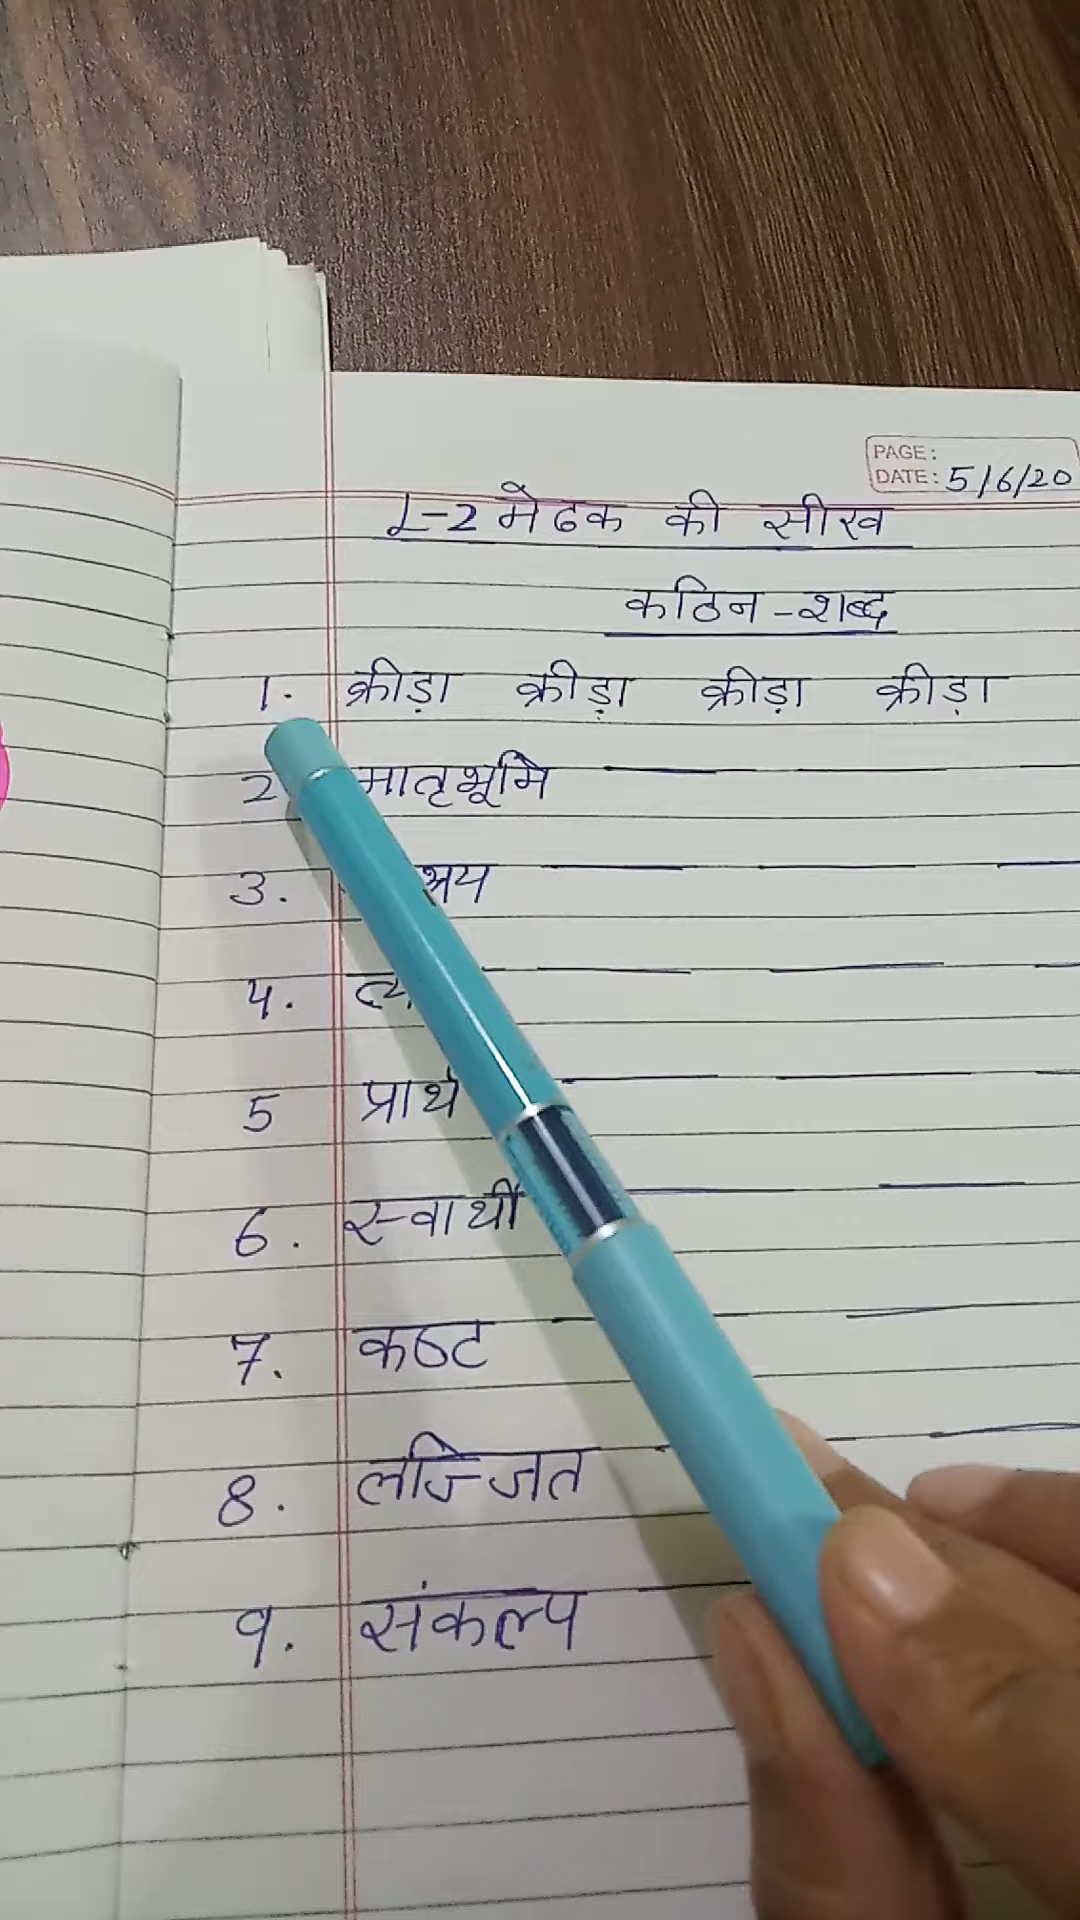 PAGE:
DATE: 5/6/20
L-2 मेंढक की सीख
कठिन-शब्द
1. क्रीड़ा क्रीड़ा क्रीड़ा क्रीड़ा
2 मातृभूमि
3.
4.
5
6. स्वार्थी
7. कष्ट
8. लज्जित
9. संकल्प